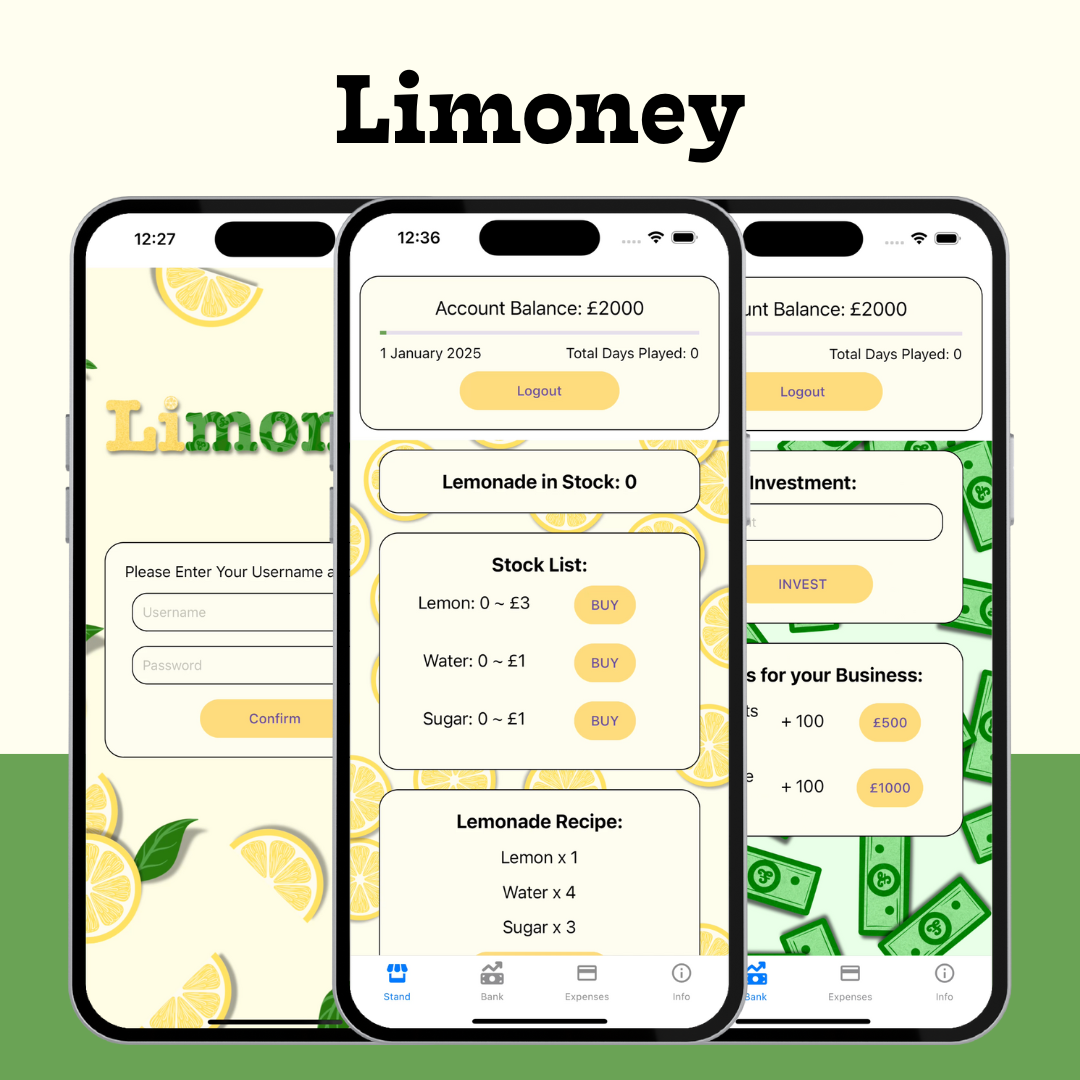 Limoney
12:27
Limon
Please Enter Your Username a
Username
Password
Confirm
12:36
Account Balance: £2000
1 January 2025 Total Days Played: 0
Logout
Lemonade in Stock: 0
Stock List:
Lemon: 0 ~ £3 BUY
Water: 0 ~ £1 BUY
Sugar: 0 ~ £1 BUY
Lemonade Recipe:
Lemon x 1
Water x 4
Sugar x 3
Stand Bank Expenses Info
unt Balance: £2000
Total Days Played: 0
Logout
Investment:
INVEST
s for your Business:
ts + 100 £500
e + 100 £1000
Bank Expenses Info